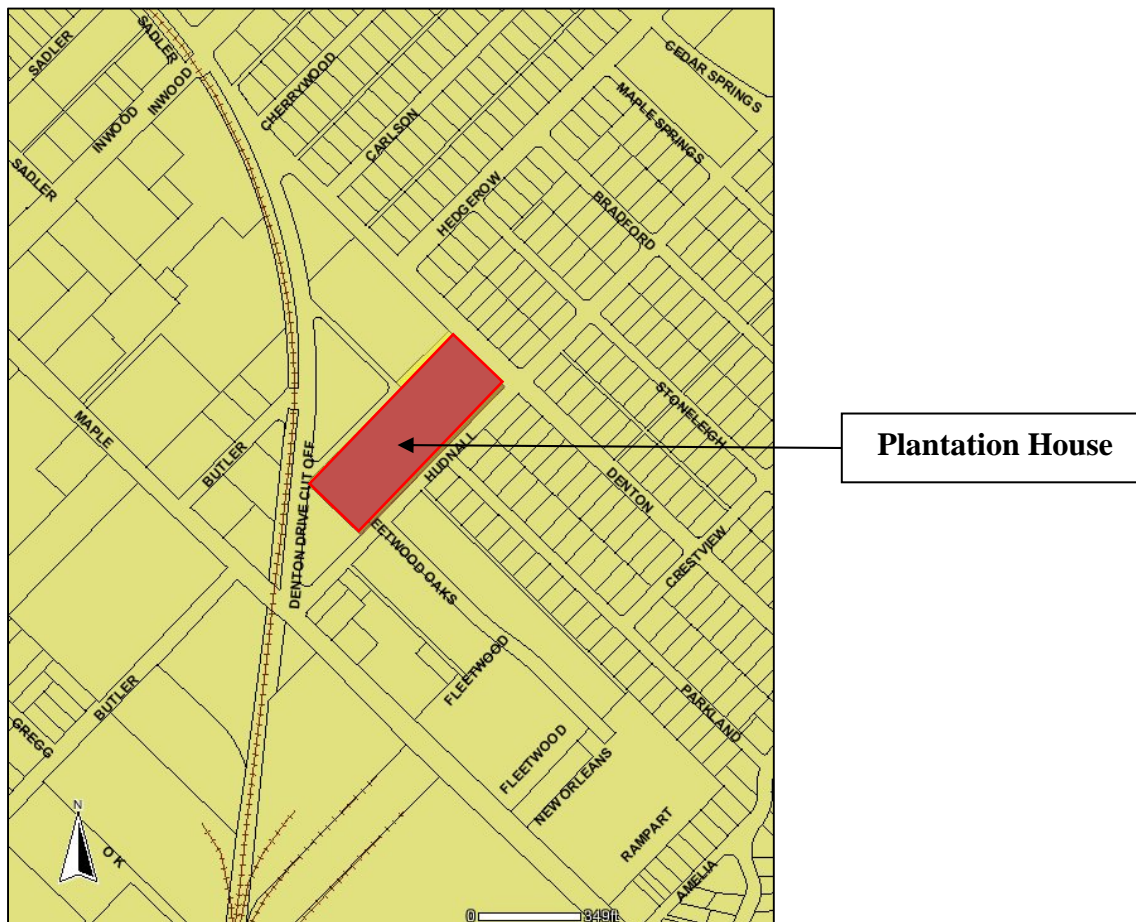 SADLER
SADLER
INWOOD
INWOOD
SADLER
CHERRYWOOD
CARLSON
CEDAR SPRINGS
MAPLE SPRINGS
HEDGEROW
BRADFORD
MAPLE
BUTLER
DENTON DRIVE CUT OFF
HUDNALL
STONELEIGH
DENTON
Plantation House
EETWOOD OAKS
CRESTVIEW
FLEETWOOD
PARKLAND
BUTLER
GREGG
FLEETWOOD
NEW ORLEANS
RAMPART
AMELIA
N
OK
0 349ft